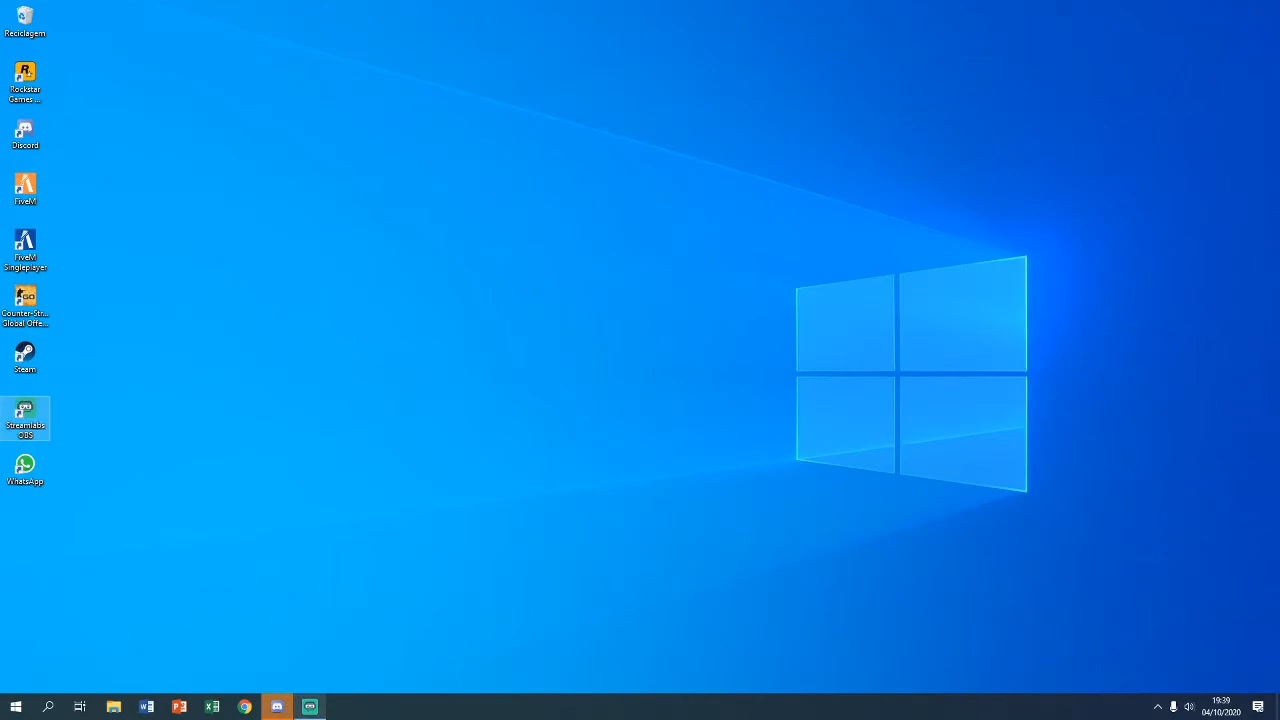 Reciclagem
Rockstar
Games ...
Discord
FiveM
FiveM
Singleplayer
Counter-Str...
Global Offe...
Steam
Streamlabs
OBS
WhatsApp
19:39
04/10/2020